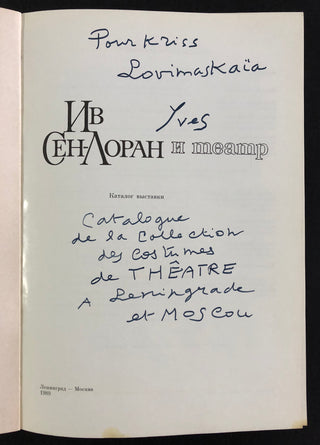 Pour Kriss
Lovimaskaïa
Yves
Ив
Сен-Лоран и театр
Каталог выставки
Catalogue
de la collection
des costumes
de THÊATRE
A Leningrade
et Moscou
Ленинград — Москва
1989